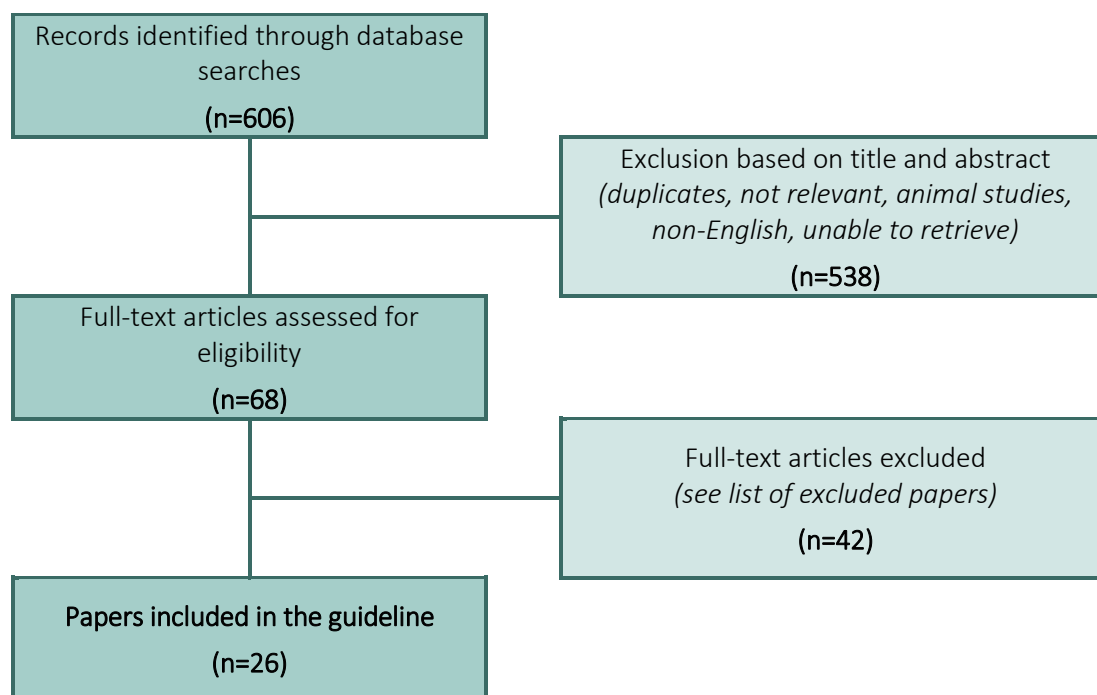 Records identified through database
searches
(n=606)
Exclusion based on title and abstract
(duplicates, not relevant, animal studies,
non-English, unable to retrieve)
(n=538)
Full-text articles assessed for
eligibility
(n=68)
Full-text articles excluded
(see list of excluded papers)
(n=42)
Papers included in the guideline
(n=26)